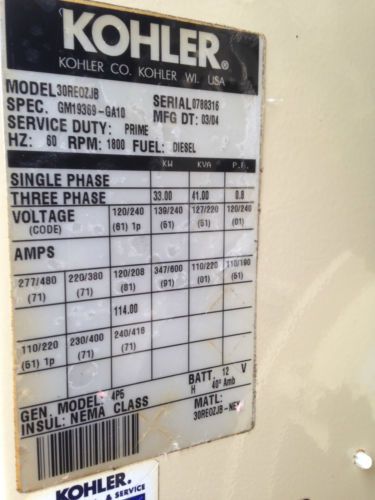 KOHLER®
KOHLER CO. KOHLER WI. USA
MODEL 30REOZJB
SPEC. GM19369-GA10 SERIAL 0788316
SERVICE DUTY: PRIME MFG DT: 03/04
HZ: 60 RPM: 1800 FUEL: DIESEL
KW KVA P.F.
SINGLE PHASE
THREE PHASE 33.00 41.00 0.8
VOLTAGE 120/240 139/240 127/220 120/240
(CODE) (61) 1p (51) (51) (01)
AMPS
277/480 220/380 120/208 347/600 110/220 110/190
(71) (71) (81) (91) (01) (51)
114.00
110/220 230/400 240/416
(61) 1p (71) (71)
BATT. 12 V
H 40° Amb
GEN. MODEL: 4P5 MATL:
INSUL: NEMA CLASS 30REOZJB-NEW
KOHLER®
SERVICE